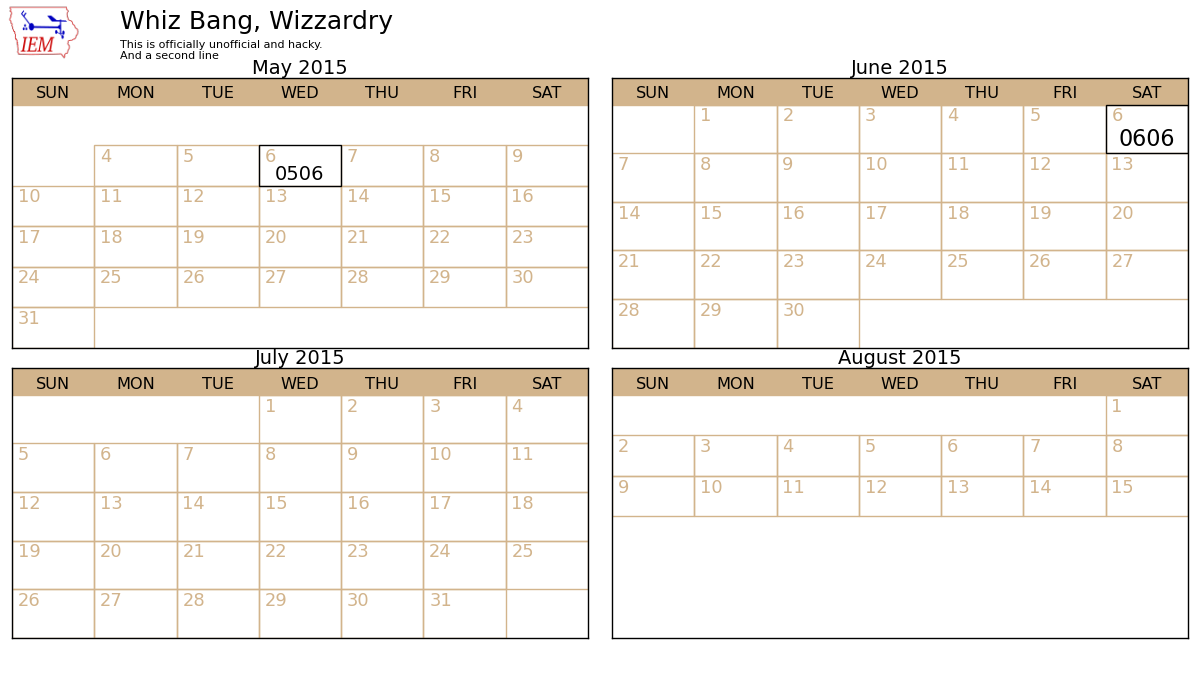 IEM
Whiz Bang, Wizzardry
This is officially unofficial and hacky.
And a second line
May 2015
SUN MON TUE WED THU FRI SAT
4 5 6 7 8 9
0506
10 11 12 13 14 15 16
17 18 19 20 21 22 23
24 25 26 27 28 29 30
31
June 2015
SUN MON TUE WED THU FRI SAT
1 2 3 4 5 6
0606
7 8 9 10 11 12 13
14 15 16 17 18 19 20
21 22 23 24 25 26 27
28 29 30
July 2015
SUN MON TUE WED THU FRI SAT
1 2 3 4
5 6 7 8 9 10 11
12 13 14 15 16 17 18
19 20 21 22 23 24 25
26 27 28 29 30 31
August 2015
SUN MON TUE WED THU FRI SAT
1
2 3 4 5 6 7 8
9 10 11 12 13 14 15